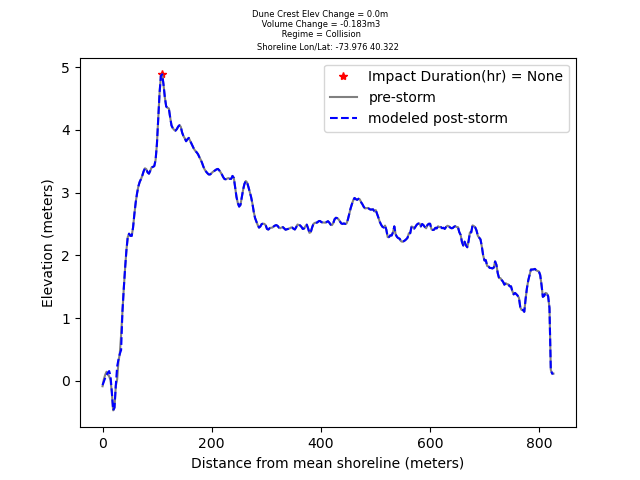 Dune Crest Elev Change = 0.0m
Volume Change = -0.183m3
Regime = Collision
Shoreline Lon/Lat: -73.976 40.322
Impact Duration(hr) = None
pre-storm
modeled post-storm
5
4
3
2
1
0
Elevation (meters)
0 200 400 600 800
Distance from mean shoreline (meters)